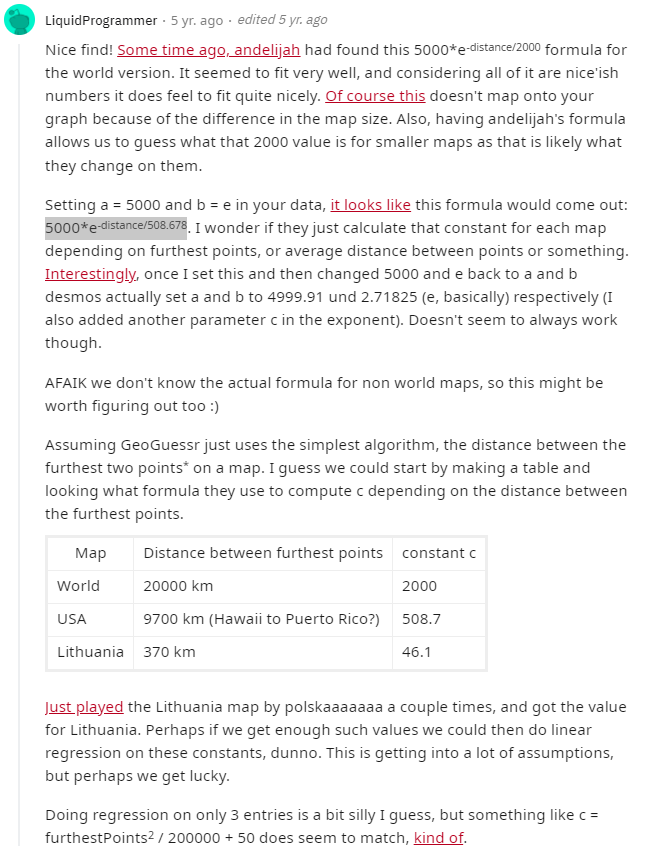 LiquidProgrammer · 5 yr. ago · edited 5 yr. ago
Nice find! Some time ago, andelijah had found this 5000*e-distance/2000 formula for
the world version. It seemed to fit very well, and considering all of it are nice'ish
numbers it does feel to fit quite nicely. Of course this doesn't map onto your
graph because of the difference in the map size. Also, having andelijah's formula
allows us to guess what that 2000 value is for smaller maps as that is likely what
they change on them.
Setting a = 5000 and b = e in your data, it looks like this formula would come out:
5000*e-distance/508.678. I wonder if they just calculate that constant for each map
depending on furthest points, or average distance between points or something.
Interestingly, once I set this and then changed 5000 and e back to a and b
desmos actually set a and b to 4999.91 und 2.71825 (e, basically) respectively (I
also added another parameter c in the exponent). Doesn't seem to always work
though.
AFAIK we don't know the actual formula for non world maps, so this might be
worth figuring out too :)
Assuming GeoGuessr just uses the simplest algorithm, the distance between the
furthest two points* on a map. I guess we could start by making a table and
looking what formula they use to compute c depending on the distance between
the furthest points.
Map Distance between furthest points constant c
World 20000 km 2000
USA 9700 km (Hawaii to Puerto Rico?) 508.7
Lithuania 370 km 46.1
Just played the Lithuania map by polskaaaaaaa a couple times, and got the value
for Lithuania. Perhaps if we get enough such values we could then do linear
regression on these constants, dunno. This is getting into a lot of assumptions,
but perhaps we get lucky.
Doing regression on only 3 entries is a bit silly I guess, but something like c =
furthestPoints² / 200000 + 50 does seem to match, kind of.